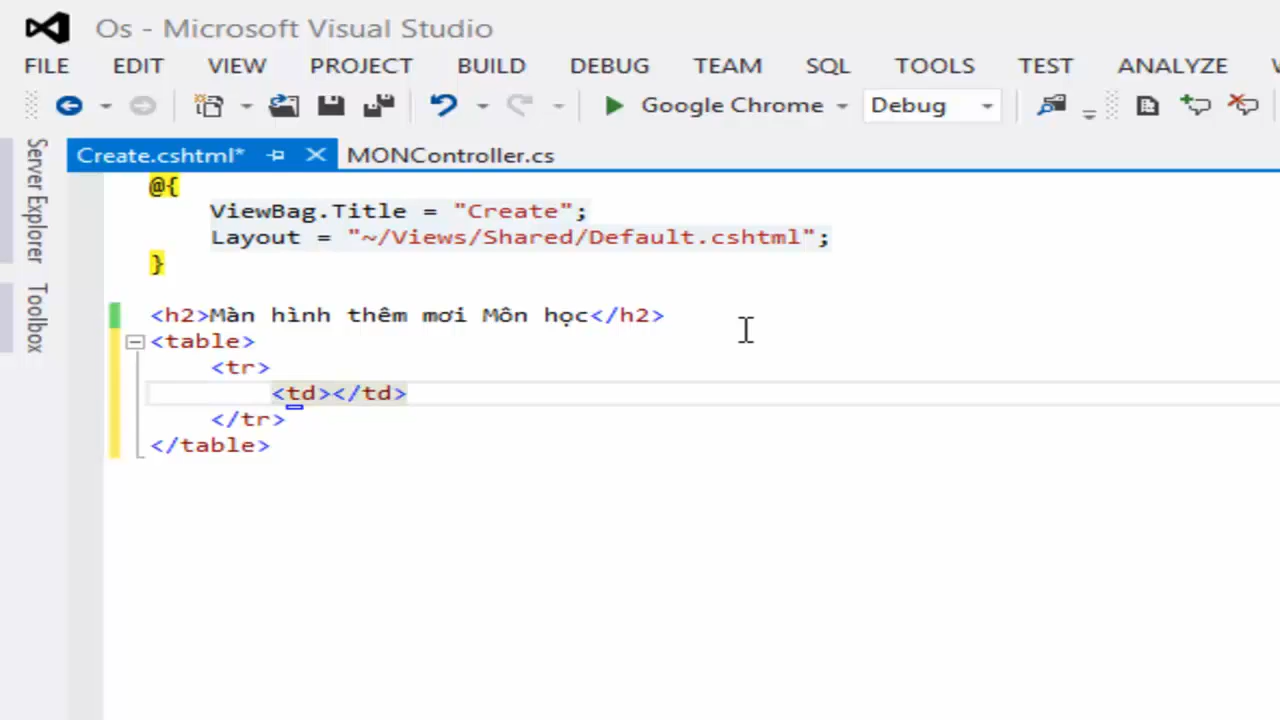 Os - Microsoft Visual Studio
FILE EDIT VIEW PROJECT BUILD DEBUG TEAM SQL TOOLS TEST ANALYZE
Google Chrome Debug
Server Explorer
Toolbox
Create.cshtml* MONController.cs
@{
ViewBag.Title = "Create";
Layout = "~/Views/Shared/Default.cshtml";
}
<h2>Màn hình thêm mơi Môn học</h2>
<table>
<tr>
<td></td>
</tr>
</table>